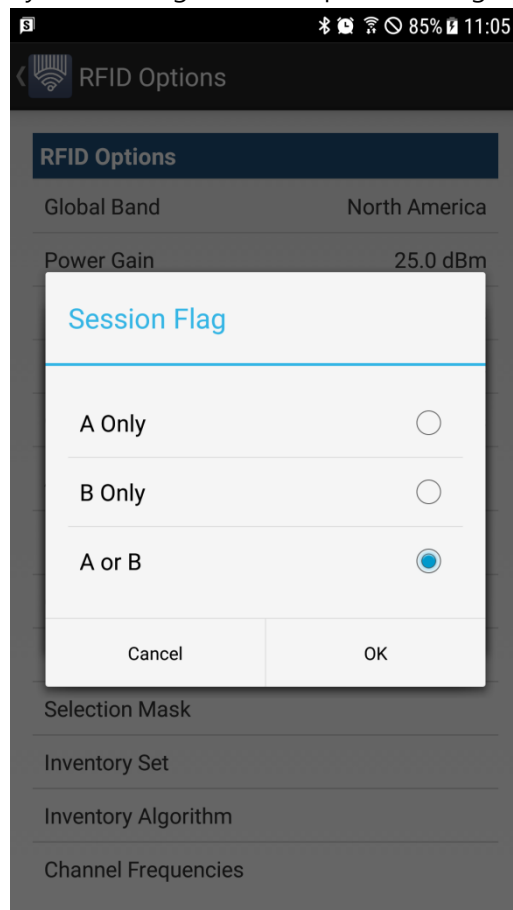 S 85% 11:05
RFID Options
RFID Options
Global Band North America
Power Gain 25.0 dBm
Session Flag
A Only
B Only
A or B
Cancel OK
Selection Mask
Inventory Set
Inventory Algorithm
Channel Frequencies